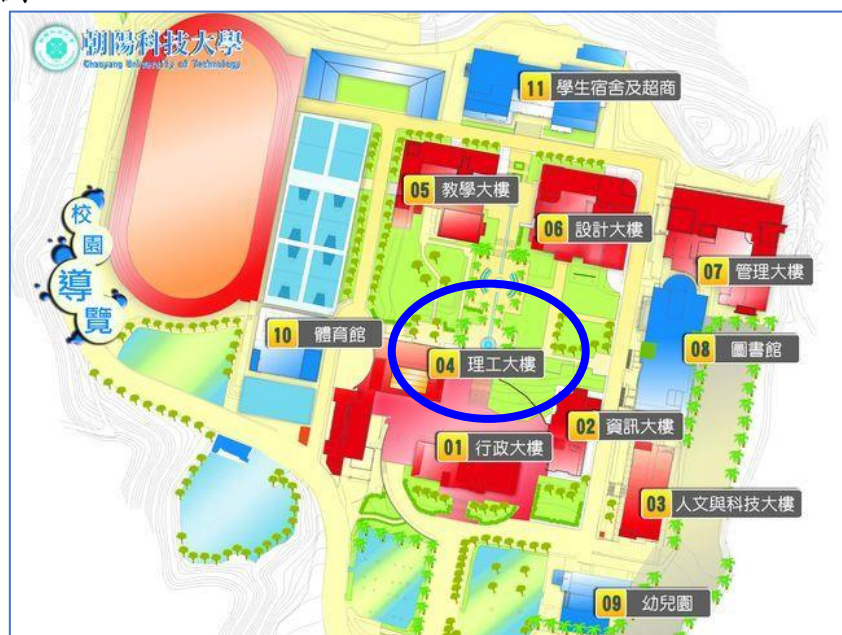 朝陽科技大學
Chaoyang University of Technology
校園導覽
11 學生宿舍及超商
05 教學大樓
06 設計大樓
07 管理大樓
10 體育館
08 圖書館
04 理工大樓
02 資訊大樓
01 行政大樓
03 人文與科技大樓
09 幼兒園